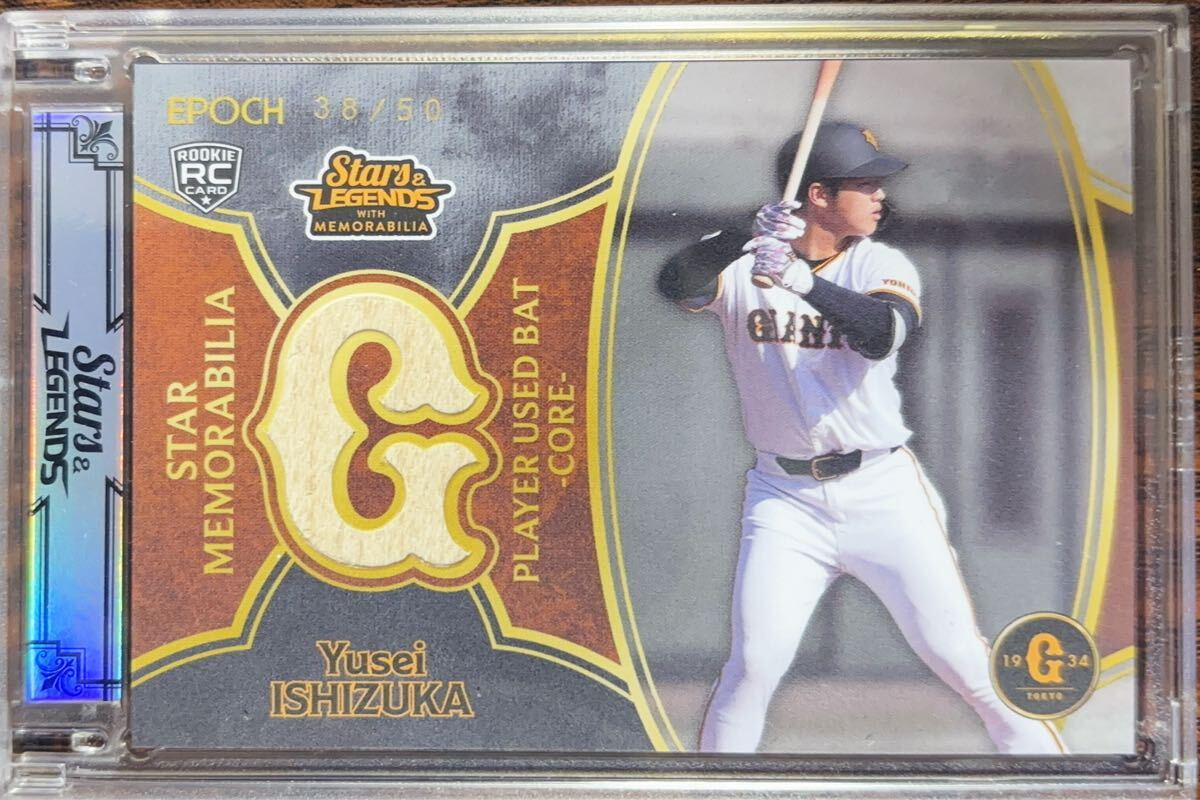 EPOCH 38/50
ROOKIE
RC
CARD
Stars &
LEGENDS
WITH
MEMORABILIA
STAR
MEMORABILIA
G
PLAYER USED BAT
-CORE-
Yusei
ISHIZUKA
GIANT
G
19 34
TOKYO
Stars &
LEGENDS